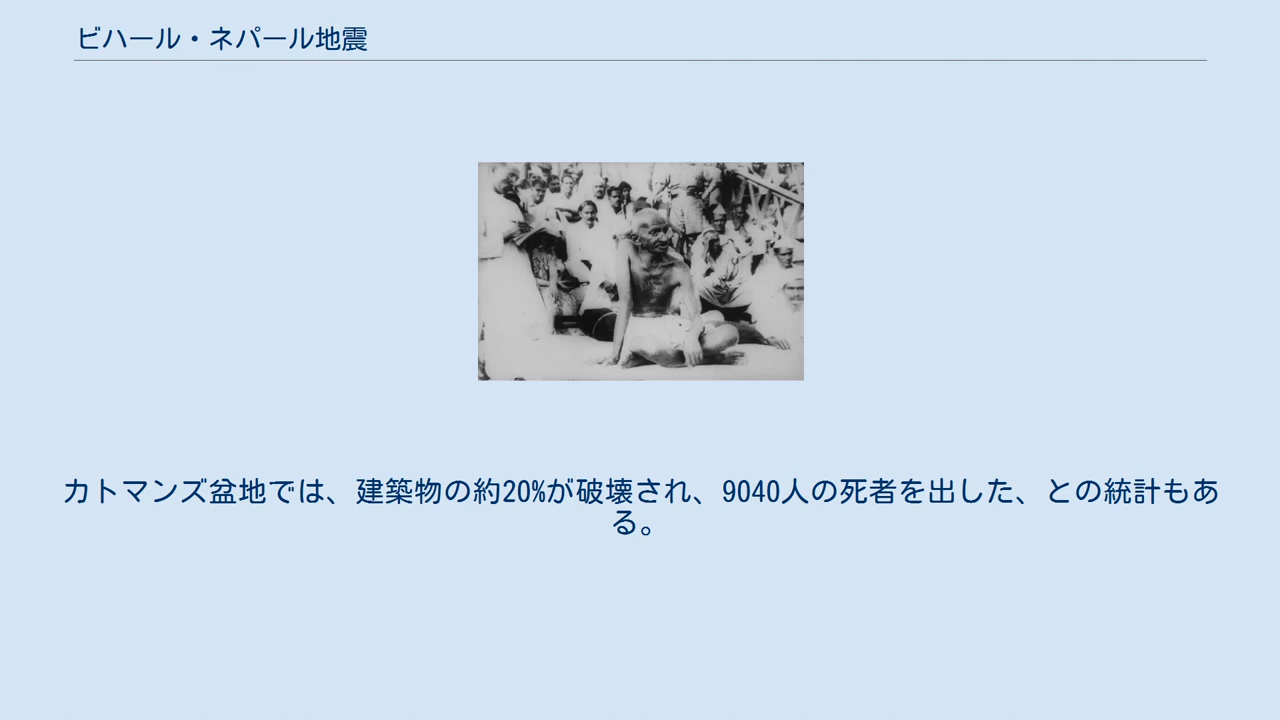 ビハール・ネパール地震
カトマンズ盆地では、建築物の約20%が破壊され、9040人の死者を出した、との統計もあ
る。